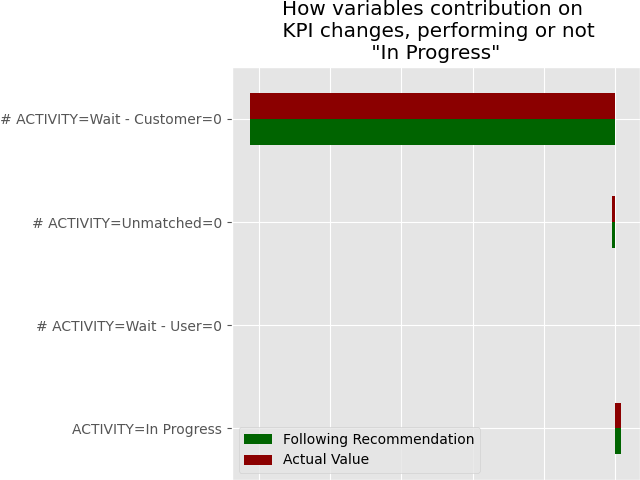 How variables contribution on
KPI changes, performing or not
"In Progress"
# ACTIVITY=Wait - Customer=0
# ACTIVITY=Unmatched=0
# ACTIVITY=Wait - User=0
ACTIVITY=In Progress
Following Recommendation
Actual Value